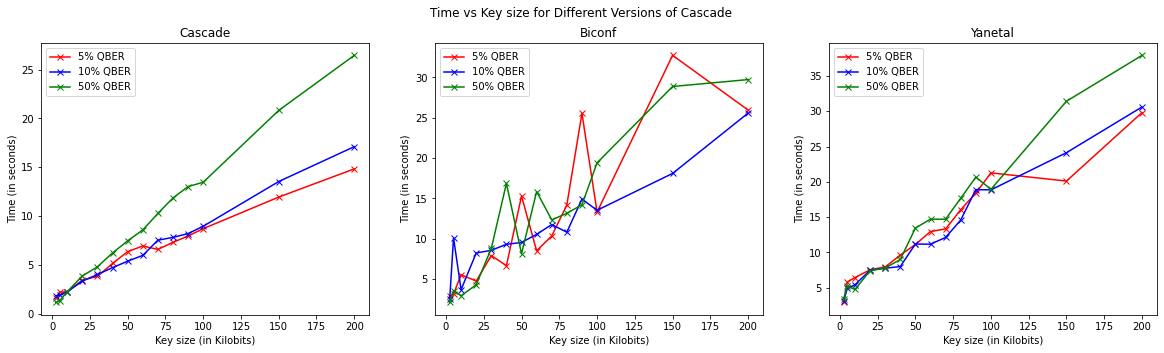 Time vs Key size for Different Versions of Cascade
Cascade
5% QBER
10% QBER
50% QBER
25
20
15
10
5
0
Time (in seconds)
0 25 50 75 100 125 150 175 200
Key size (in Kilobits)
Biconf
5% QBER
10% QBER
50% QBER
30
25
20
15
10
5
Time (in seconds)
0 25 50 75 100 125 150 175 200
Key size (in Kilobits)
Yanetal
5% QBER
10% QBER
50% QBER
35
30
25
20
15
10
5
Time (in seconds)
0 25 50 75 100 125 150 175 200
Key size (in Kilobits)